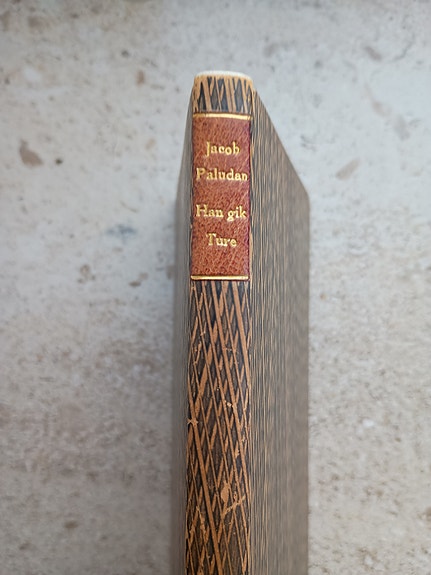 Jacob
Paludan
Han gik
Ture